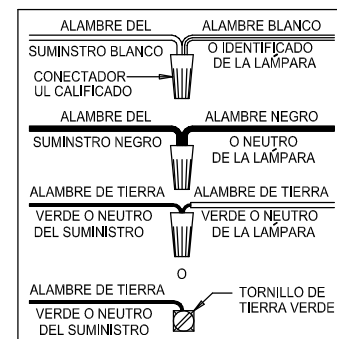 ALAMBRE DEL
SUMINSTRO BLANCO
ALAMBRE BLANCO
O IDENTIFICADO
DE LA LAMPARA
CONECTADOR
UL CALIFICADO
ALAMBRE DEL
SUMINSTRO NEGRO
ALAMBRE NEGRO
O NEUTRO
DE LA LAMPARA
ALAMBRE DE TIERRA
VERDE O NEUTRO
DEL SUMINISTRO
ALAMBRE DE TIERRA
VERDE O NEUTRO
DE LA LAMPARA
O
ALAMBRE DE TIERRA
VERDE O NEUTRO
DEL SUMINISTRO
TORNILLO DE
TIERRA VERDE